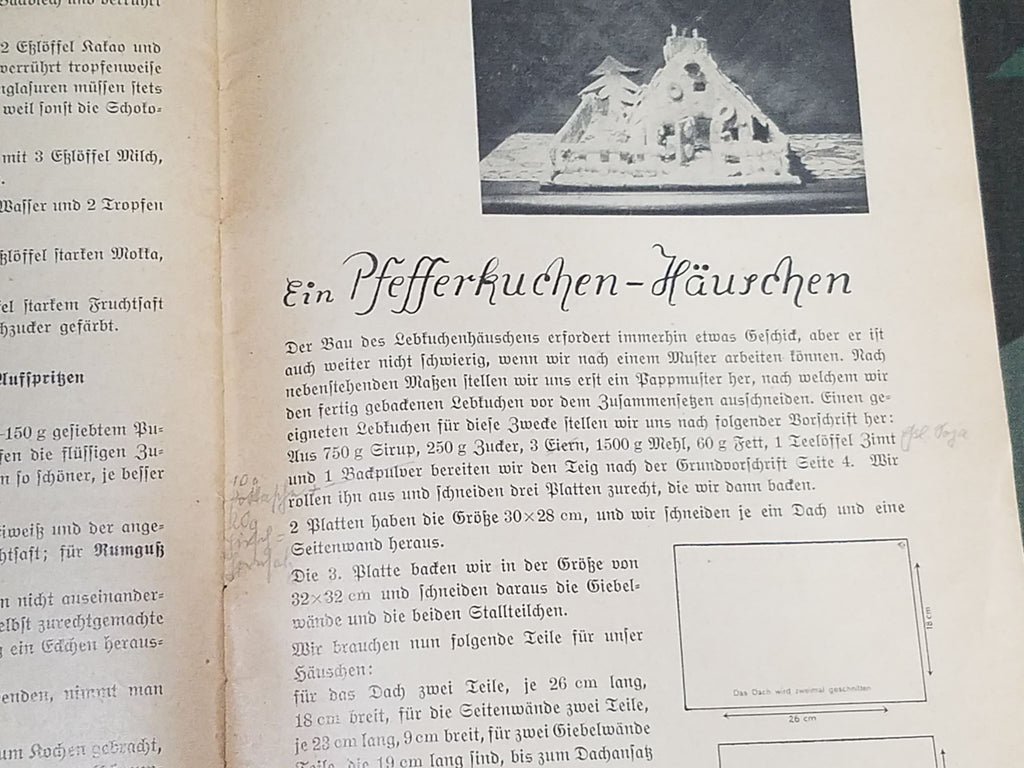 2 Eßlöffel Kakao und
verrührt tropfenweise
müssen stets
weil sonst die Schoko-
mit 3 Eßlöffel Milch,
Wasser und 2 Tropfen
starken Mokka,
starkem Fruchtsaft
gefärbt.
Aufspritzen
150 g gesiebtem Pu-
die flüssigen Zu-
so schöner, je besser
und der ange-
für Rumguß
nicht auseinander-
zurechtgemachte
ein Eckchen heraus-
nimmt man
Kochen gebracht,
Ein Pfefferkuchen-Häuschen
Der Bau des Lebkuchenhäuschens erfordert immerhin etwas Geschick, aber er ist
auch weiter nicht schwierig, wenn wir nach einem Muster arbeiten können. Nach
nebenstehenden Maßen stellen wir uns erst ein Pappmuster her, nach welchem wir
den fertig gebackenen Lebkuchen vor dem Zusammensetzen ausschneiden. Einen ge-
eigneten Lebkuchen für diese Zwecke stellen wir uns nach folgender Vorschrift her:
Aus 750 g Sirup, 250 g Zucker, 3 Eiern, 1500 g Mehl, 60 g Fett, 1 Teelöffel Zimt
und 1 Backpulver bereiten wir den Teig nach der Grundvorschrift Seite 4. Wir
rollen ihn aus und schneiden drei Platten zurecht, die wir dann backen.
2 Platten haben die Größe 30×28 cm, und wir schneiden je ein Dach und eine
Seitenwand heraus.
Die 3. Platte backen wir in der Größe von
32×32 cm und schneiden daraus die Giebel-
wände und die beiden Stallteilchen.
Wir brauchen nun folgende Teile für unser
Häuschen:
für das Dach zwei Teile, je 26 cm lang,
18 cm breit, für die Seitenwände zwei Teile,
je 23 cm lang, 9 cm breit, für zwei Giebelwände
Teile, die 19 cm lang sind, bis zum Dachansatz
18 cm
Das Dach wird zweimal geschnitten
26 cm